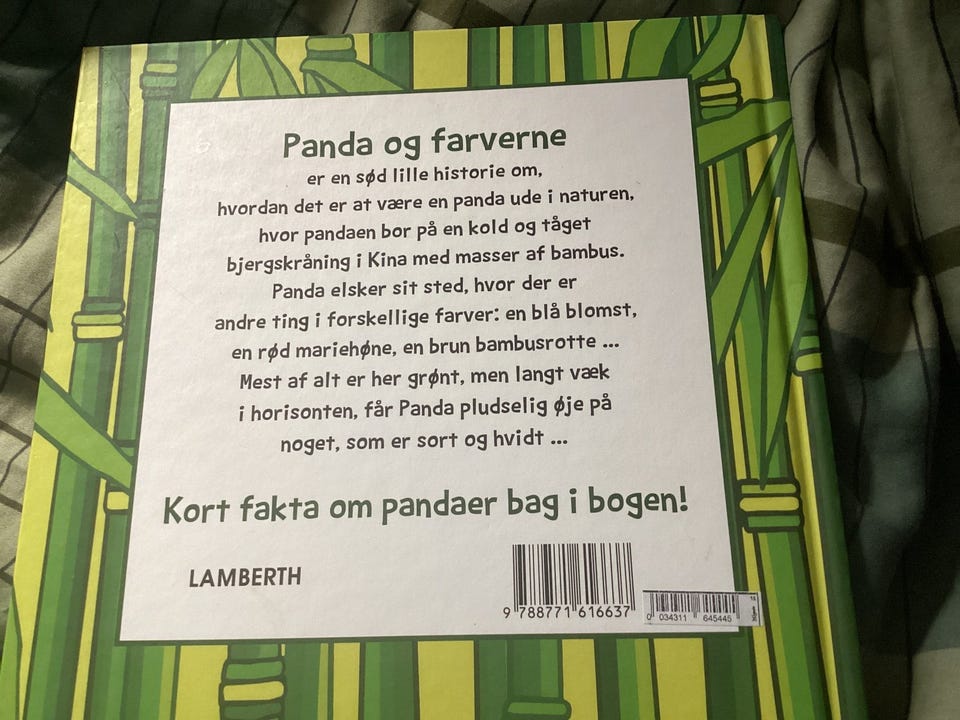 Panda og farverne
er en sød lille historie om,
hvordan det er at være en panda ude i naturen,
hvor pandaen bor på en kold og tåget
bjergskråning i Kina med masser af bambus.
Panda elsker sit sted, hvor der er
andre ting i forskellige farver: en blå blomst,
en rød mariehøne, en brun bambusrotte ...
Mest af alt er her grønt, men langt væk
i horisonten, får Panda pludselig øje på
noget, som er sort og hvidt ...
Kort fakta om pandaer bag i bogen!
LAMBERTH
9 788771 616637
0 034311 645445